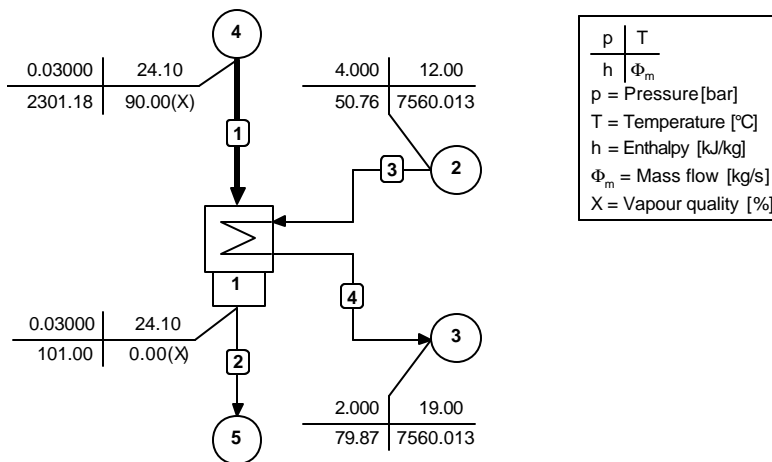 4
0.03000 24.10
2301.18 90.00(X)
4.000 12.00
50.76 7560.013
1
3
2
1
4
0.03000 24.10
101.00 0.00(X)
2
3
2.000 19.00
79.87 7560.013
5
p T
h Φm
p = Pressure [bar]
T = Temperature [°C]
h = Enthalpy [kJ/kg]
Φm = Mass flow [kg/s]
X = Vapour quality [%]